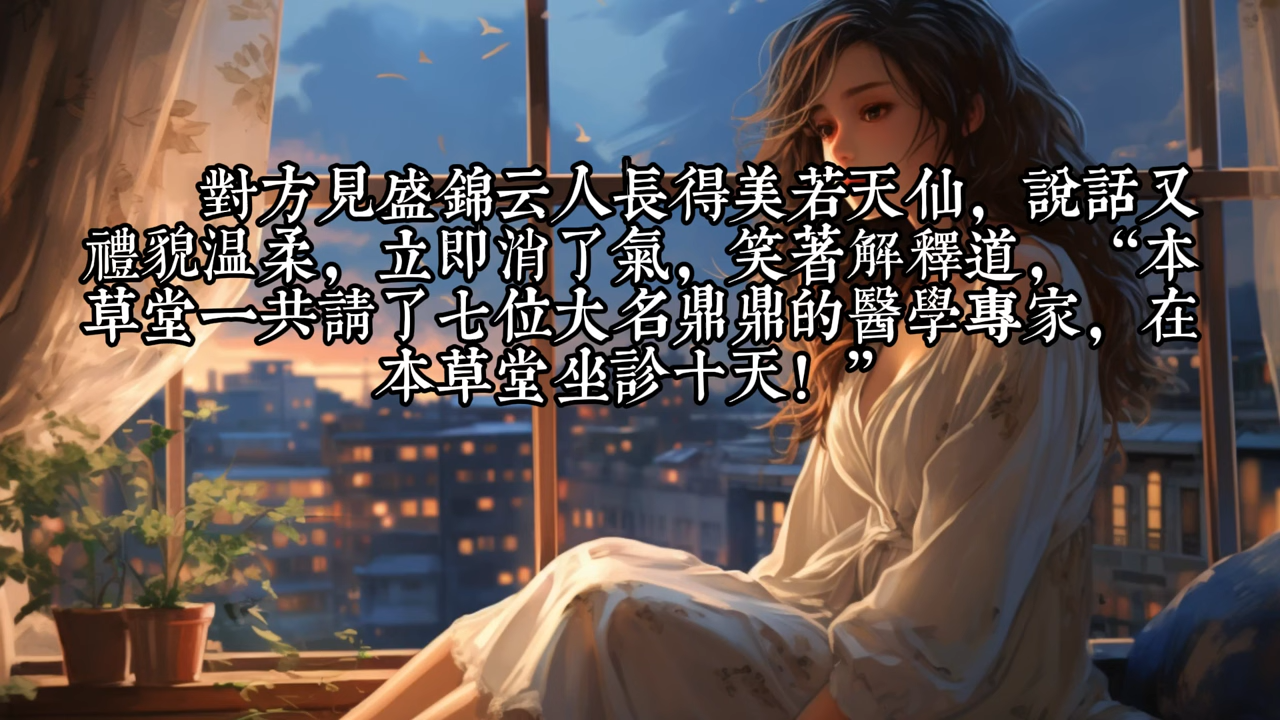 對方見盛錦云人長得美若天仙，說話又
禮貌温柔，立即消了氣，笑著解釋道，“本
草堂一共請了七位大名鼎鼎的醫學專家，在
本草堂坐診十天！”